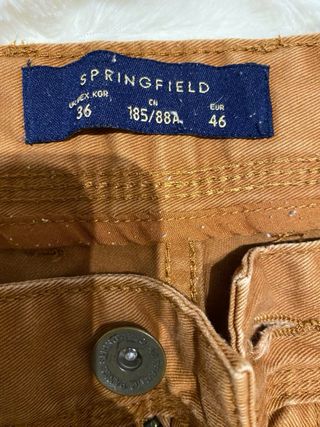 SPRINGFIELD
CN
EUR
36
185/88A
46